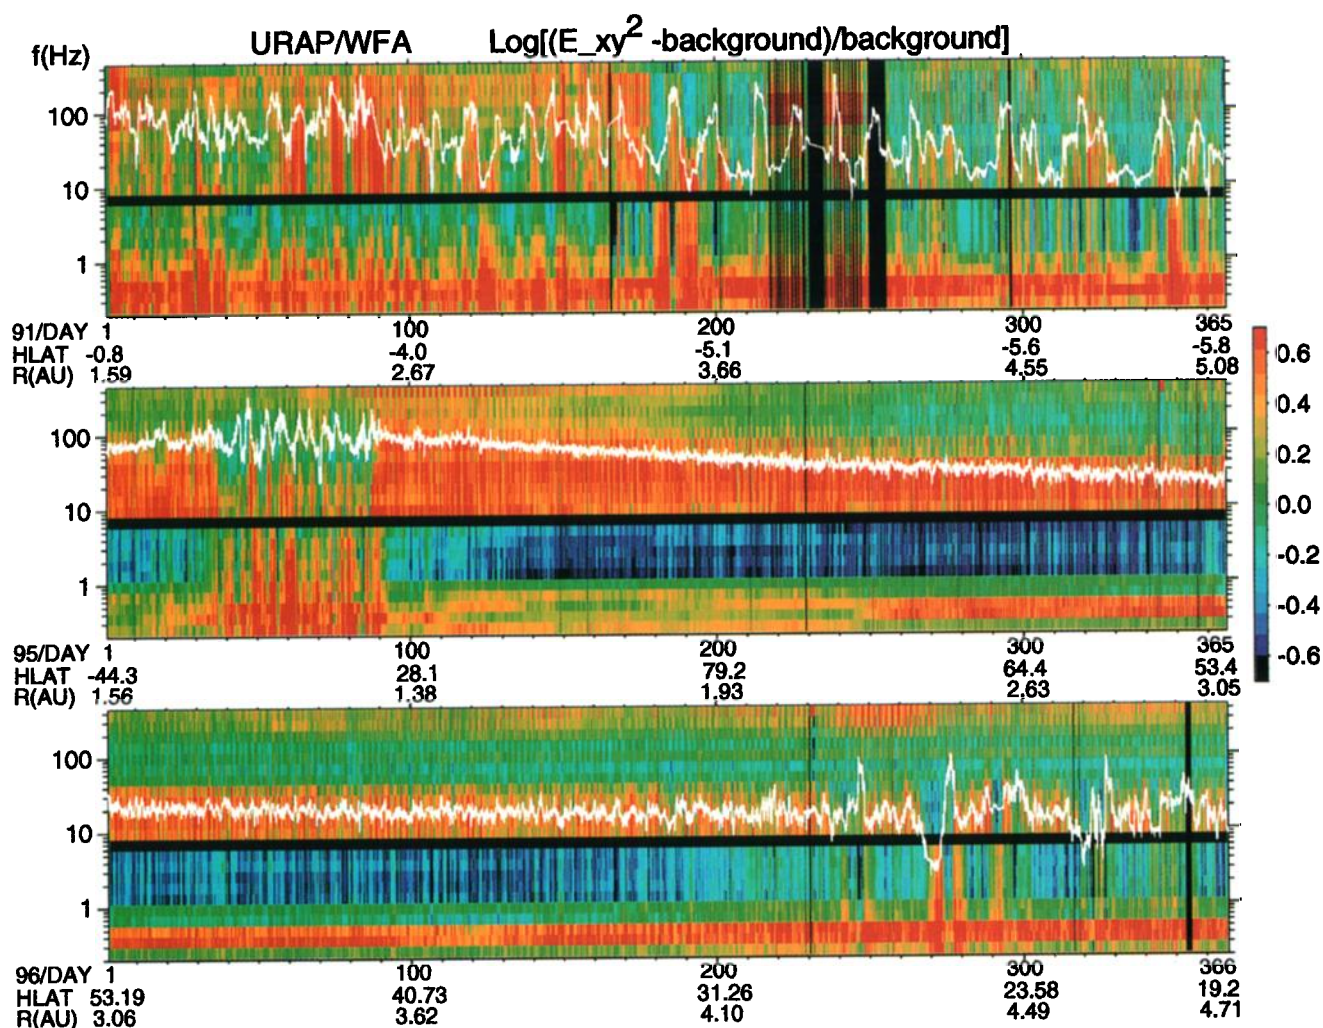 URAP/WFA Log[(E_xy2 -background)/background]
f(Hz)
100
10
1
91/DAY 1 100 200 300 365
HLAT -0.8 -4.0 -5.1 -5.6 -5.8
R(AU) 1.59 2.67 3.66 4.55 5.08
0.6
0.4
0.2
0.0
-0.2
-0.4
-0.6
100
10
1
95/DAY 1 100 200 300 365
HLAT -44.3 28.1 79.2 64.4 53.4
R(AU) 1.56 1.38 1.93 2.63 3.05
100
10
1
96/DAY 1 100 200 300 366
HLAT 53.19 40.73 31.26 23.58 19.2
R(AU) 3.06 3.62 4.10 4.49 4.71